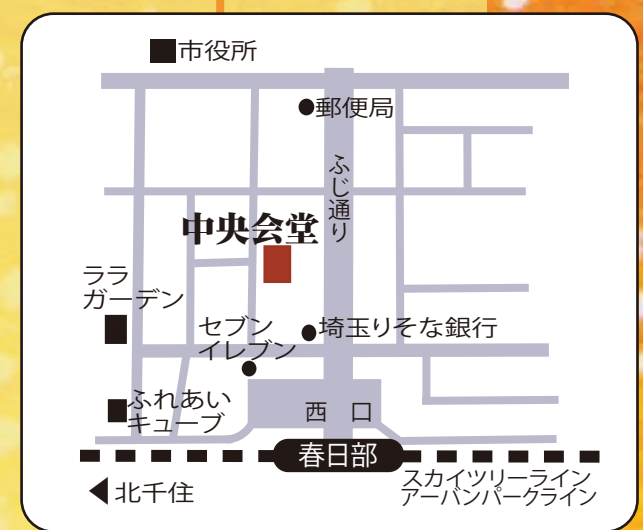 市役所
郵便局
ふじ通り
中央会堂
ララ
ガーデン
セブン
イレブン
埼玉りそな銀行
ふれあい
キューブ
西 口
春日部
北千住
スカイツリーライン
アーバンパークライン